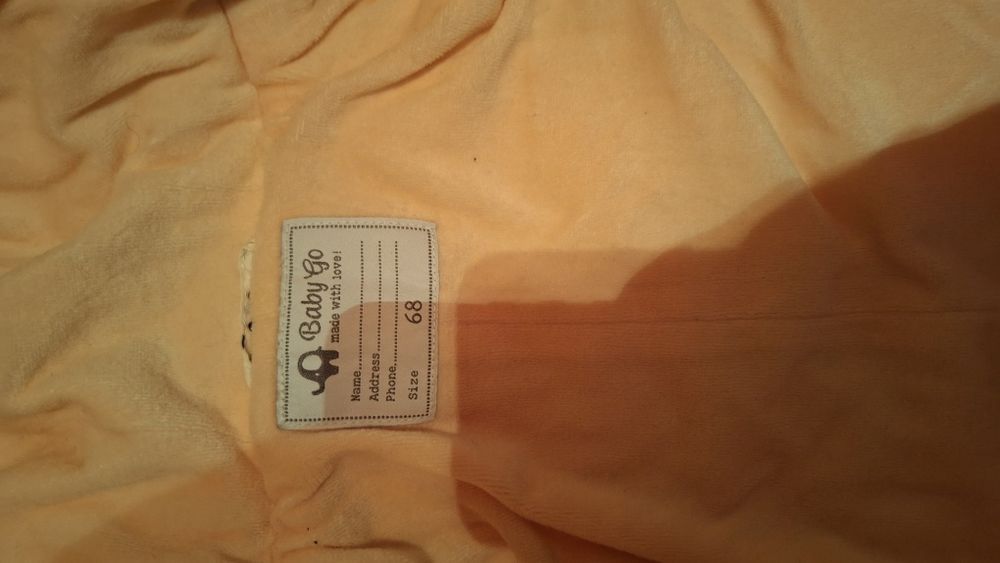 Baby Go
made with love!
Name..............................
Address..............................
Phone..............................
Size 68